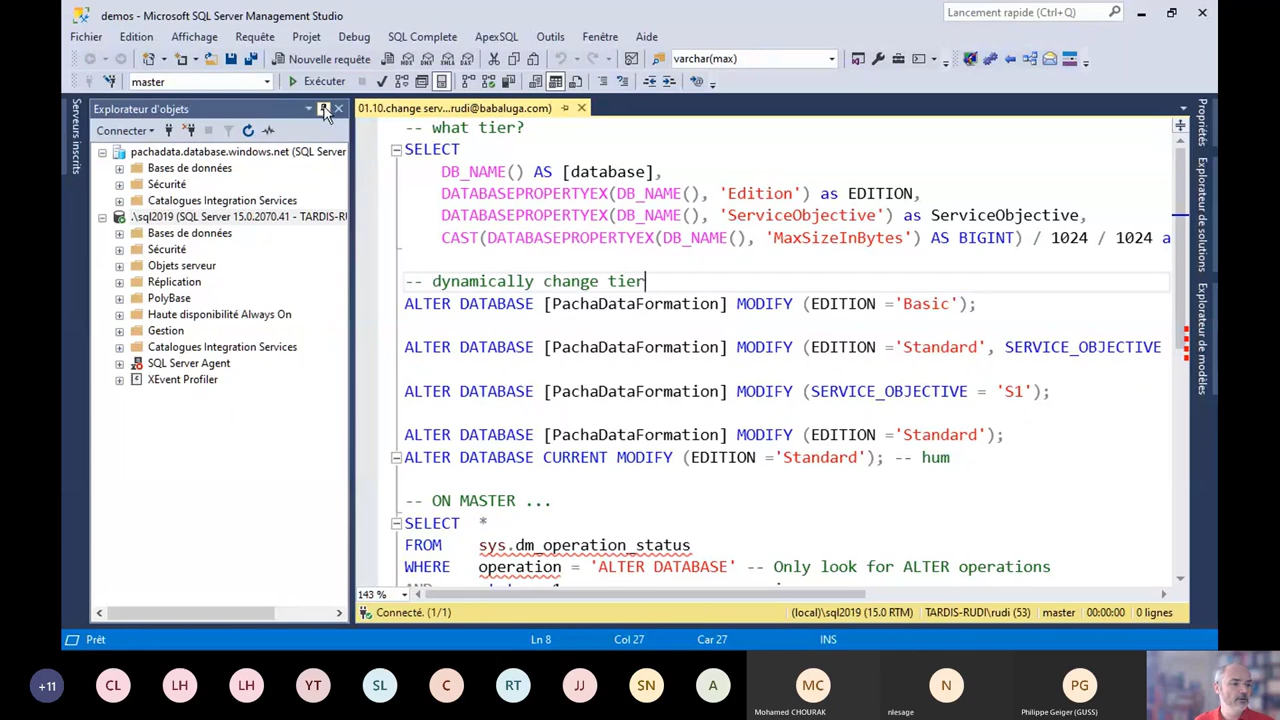 demos - Microsoft SQL Server Management Studio
Lancement rapide (Ctrl+Q)
Fichier Edition Affichage Requête Projet Debug SQL Complete ApexSQL Outils Fenêtre Aide
Nouvelle requête
varchar(max)
master
Exécuter
Serveurs inscrits
Explorateur d'objets
Connecter
pachadata.database.windows.net (SQL Server
Bases de données
Sécurité
Catalogues Integration Services
.\sql2019 (SQL Server 15.0.2070.41 - TARDIS-RU
Bases de données
Sécurité
Objets serveur
Réplication
PolyBase
Haute disponibilité Always On
Gestion
Catalogues Integration Services
SQL Server Agent
XEvent Profiler
01.10.change serv...rudi@babaluga.com)
-- what tier?
SELECT
DB_NAME() AS [database],
DATABASEPROPERTYEX(DB_NAME(), 'Edition') as EDITION,
DATABASEPROPERTYEX(DB_NAME(), 'ServiceObjective') as ServiceObjective,
CAST(DATABASEPROPERTYEX(DB_NAME(), 'MaxSizeInBytes') AS BIGINT) / 1024 / 1024 a
-- dynamically change tier
ALTER DATABASE [PachaDataFormation] MODIFY (EDITION ='Basic');
ALTER DATABASE [PachaDataFormation] MODIFY (EDITION ='Standard', SERVICE_OBJECTIVE
ALTER DATABASE [PachaDataFormation] MODIFY (SERVICE_OBJECTIVE = 'S1');
ALTER DATABASE [PachaDataFormation] MODIFY (EDITION ='Standard');
ALTER DATABASE CURRENT MODIFY (EDITION ='Standard'); -- hum
-- ON MASTER ...
SELECT *
FROM sys.dm_operation_status
WHERE operation = 'ALTER DATABASE' -- Only look for ALTER operations
143 %
Propriétés
Explorateur de solutions
Explorateur de modèles
Connecté. (1/1)
(local)\sql2019 (15.0 RTM) TARDIS-RUDI\rudi (53) master 00:00:00 0 lignes
Prêt
Ln 8 Col 27 Car 27 INS
+11 CL LH LH YT SL C RT JJ SN A MC N PG
Mohamed CHOURAK nlesage Philippe Geiger (GUSS)